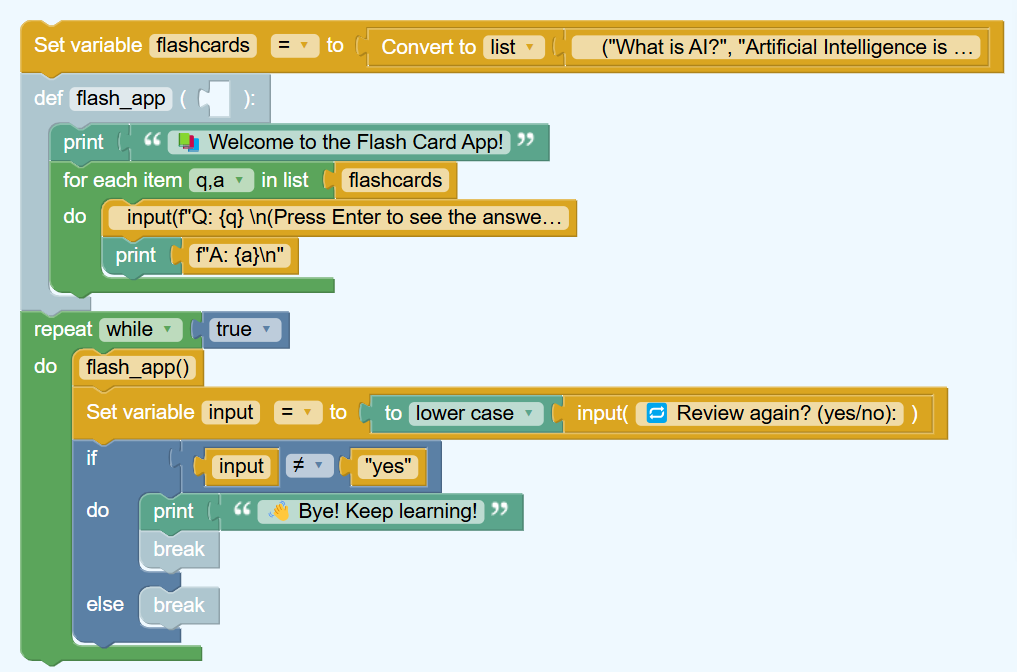 Set variable flashcards = to Convert to list ("What is AI?", "Artificial Intelligence is ...
def flash_app ( ):
print “ 📚 Welcome to the Flash Card App! ”
for each item q,a in list flashcards
do input(f"Q: {q} \n(Press Enter to see the answe...
print f"A: {a}\n"
repeat while true
do flash_app()
Set variable input = to to lower case input( 🔁 Review again? (yes/no): )
if input ≠ "yes"
do print “ 👋 Bye! Keep learning! ”
break
else break